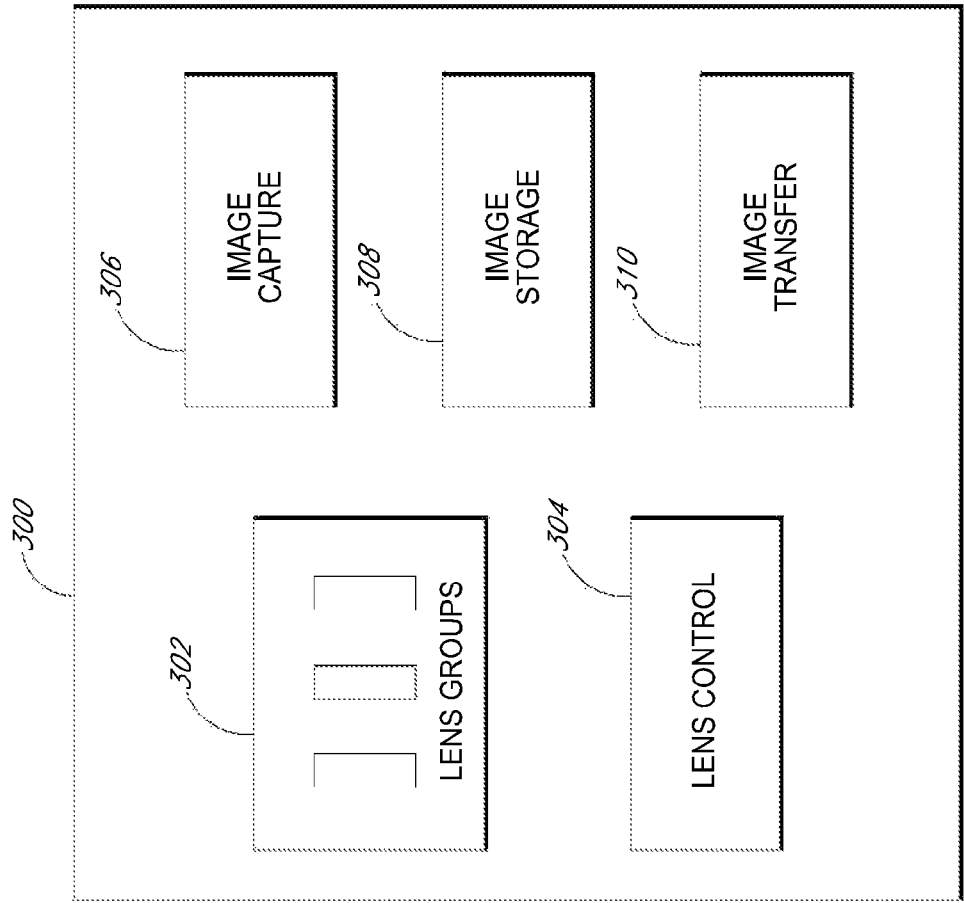 300
302
LENS GROUPS
304
LENS CONTROL
306
IMAGE
CAPTURE
308
IMAGE
STORAGE
310
IMAGE
TRANSFER